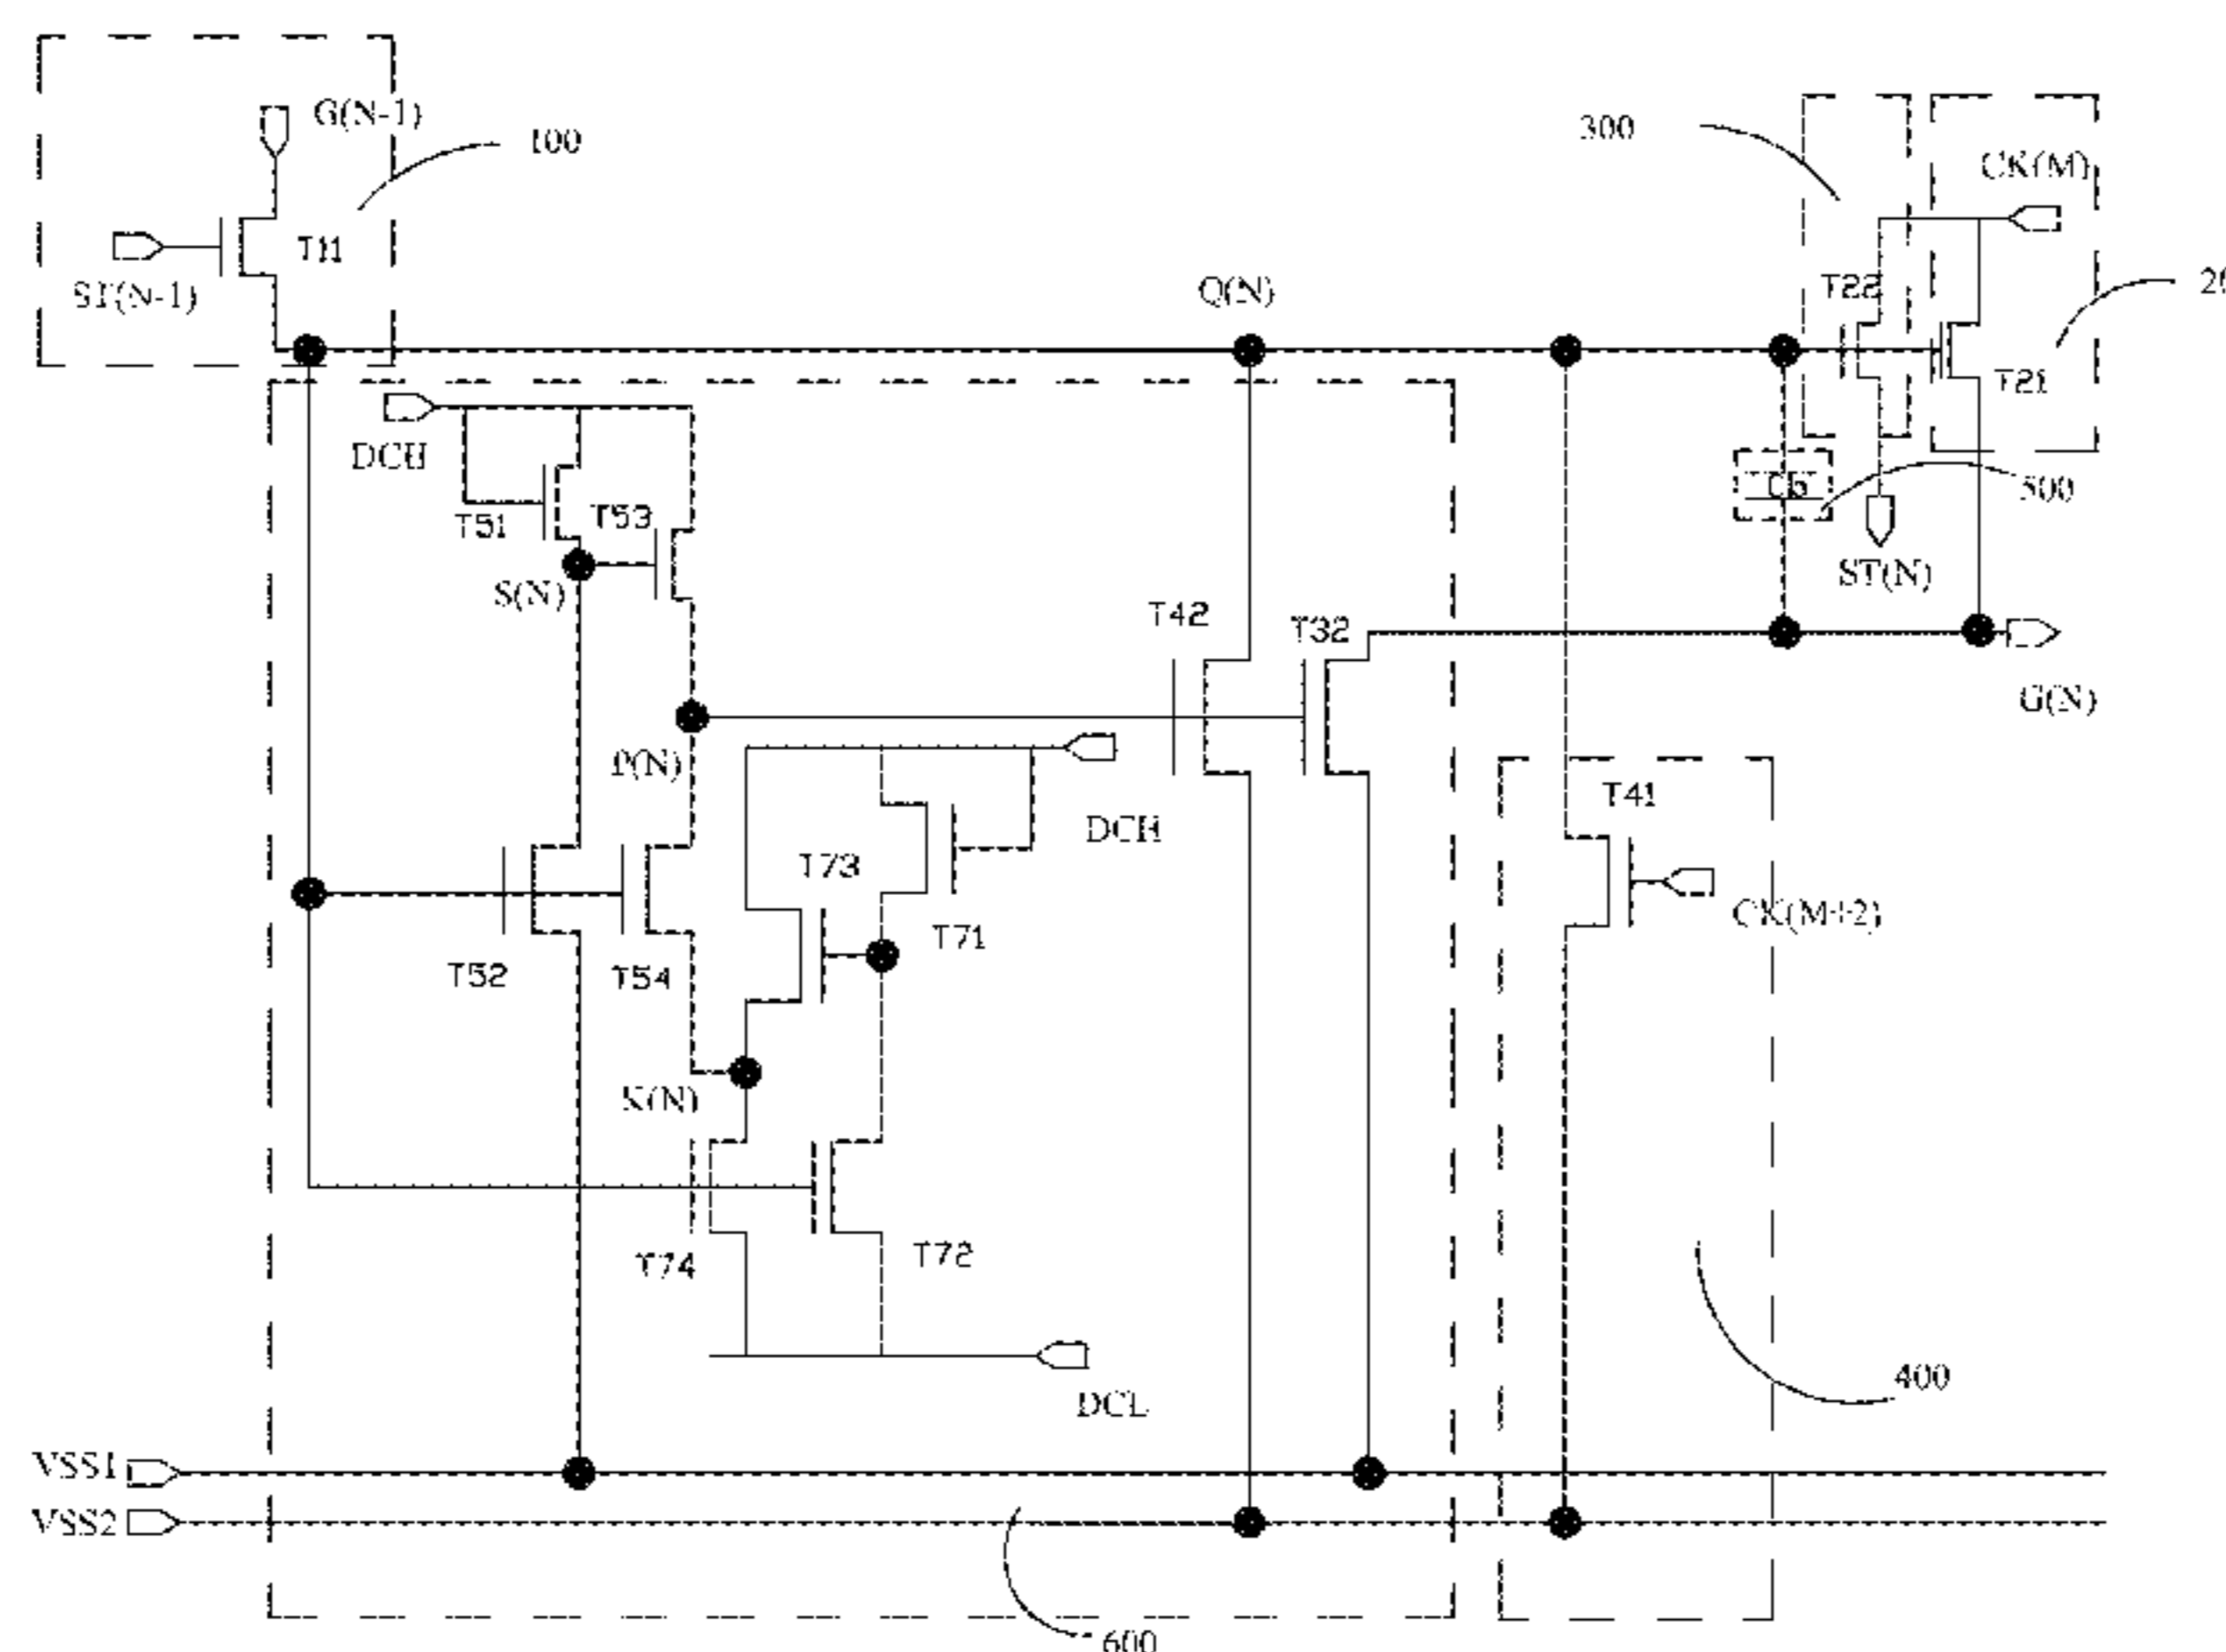 G(N-1)
100
300
CK(M)
T11
ST(N-1)
Q(N)
T22
T21
DCH
T51
T53
Cb
500
S(N)
ST(N)
T42
T32
G(N)
P(N)
T41
DCH
T73
CK(M+2)
T71
T52
T54
K(N)
T74
T72
DCL
400
VSS1
VSS2
600